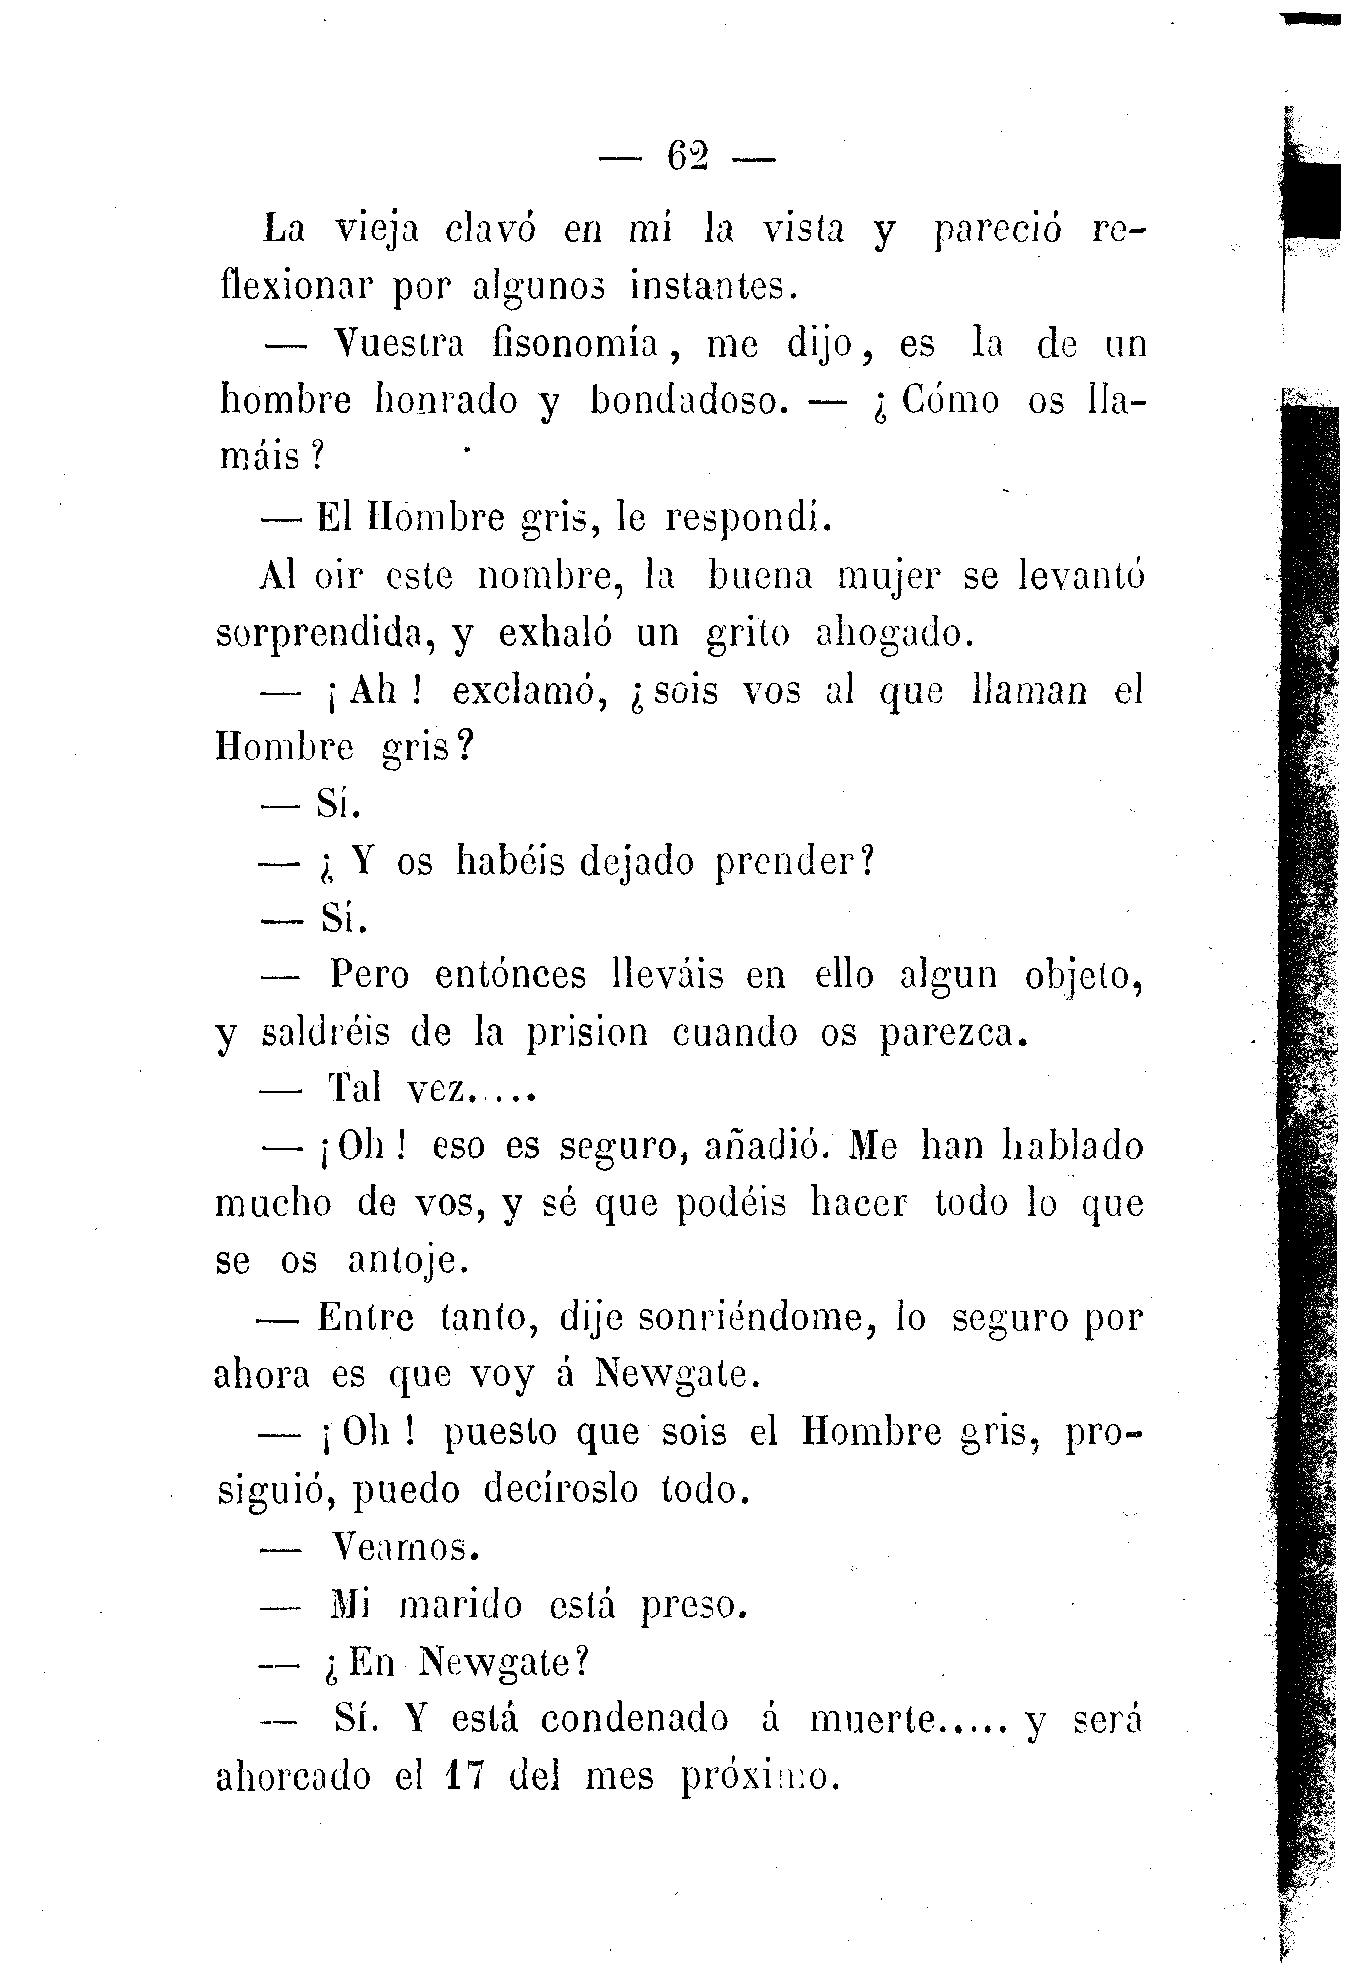 — 62 —
La vieja clavó en mí la vista y pareció re-
flexionar por algunos instantes.
— Vuestra fisonomía, me dijo, es la de un
hombre honrado y bondadoso. — ¿Cómo os lla-
máis?
— El Hombre gris, le respondí.
Al oir este nombre, la buena mujer se levantó
sorprendida, y exhaló un grito ahogado.
— ¡Ah! exclamó, ¿sois vos al que llaman el
Hombre gris?
— Sí.
— ¿Y os habéis dejado prender?
— Sí.
— Pero entónces lleváis en ello algun objeto,
y saldréis de la prision cuando os parezca.
— Tal vez.....
— ¡Oh! eso es seguro, añadió. Me han hablado
mucho de vos, y sé que podéis hacer todo lo que
se os antoje.
— Entre tanto, dije sonriéndome, lo seguro por
ahora es que voy á Newgate.
— ¡Oh! puesto que sois el Hombre gris, pro-
siguió, puedo decíroslo todo.
— Veamos.
— Mi marido está preso.
— ¿En Newgate?
— Sí. Y está condenado á muerte..... y será
ahorcado el 17 del mes próximo.